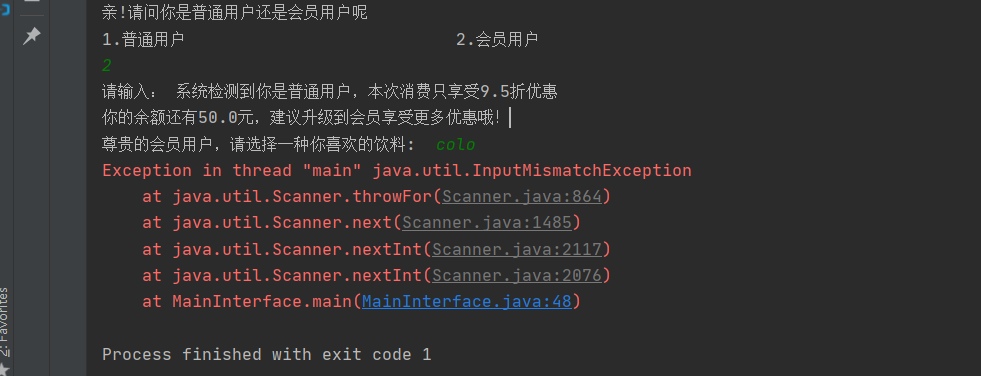 亲!请问你是普通用户还是会员用户呢
1.普通用户 2.会员用户
2
请输入: 系统检测到你是普通用户，本次消费只享受9.5折优惠
你的余额还有50.0元，建议升级到会员享受更多优惠哦!
尊贵的会员用户，请选择一种你喜欢的饮料: colo
Exception in thread "main" java.util.InputMismatchException
at java.util.Scanner.throwFor(Scanner.java:864)
at java.util.Scanner.next(Scanner.java:1485)
at java.util.Scanner.nextInt(Scanner.java:2117)
at java.util.Scanner.nextInt(Scanner.java:2076)
at MainInterface.main(MainInterface.java:48)
Process finished with exit code 1
2: Favorites